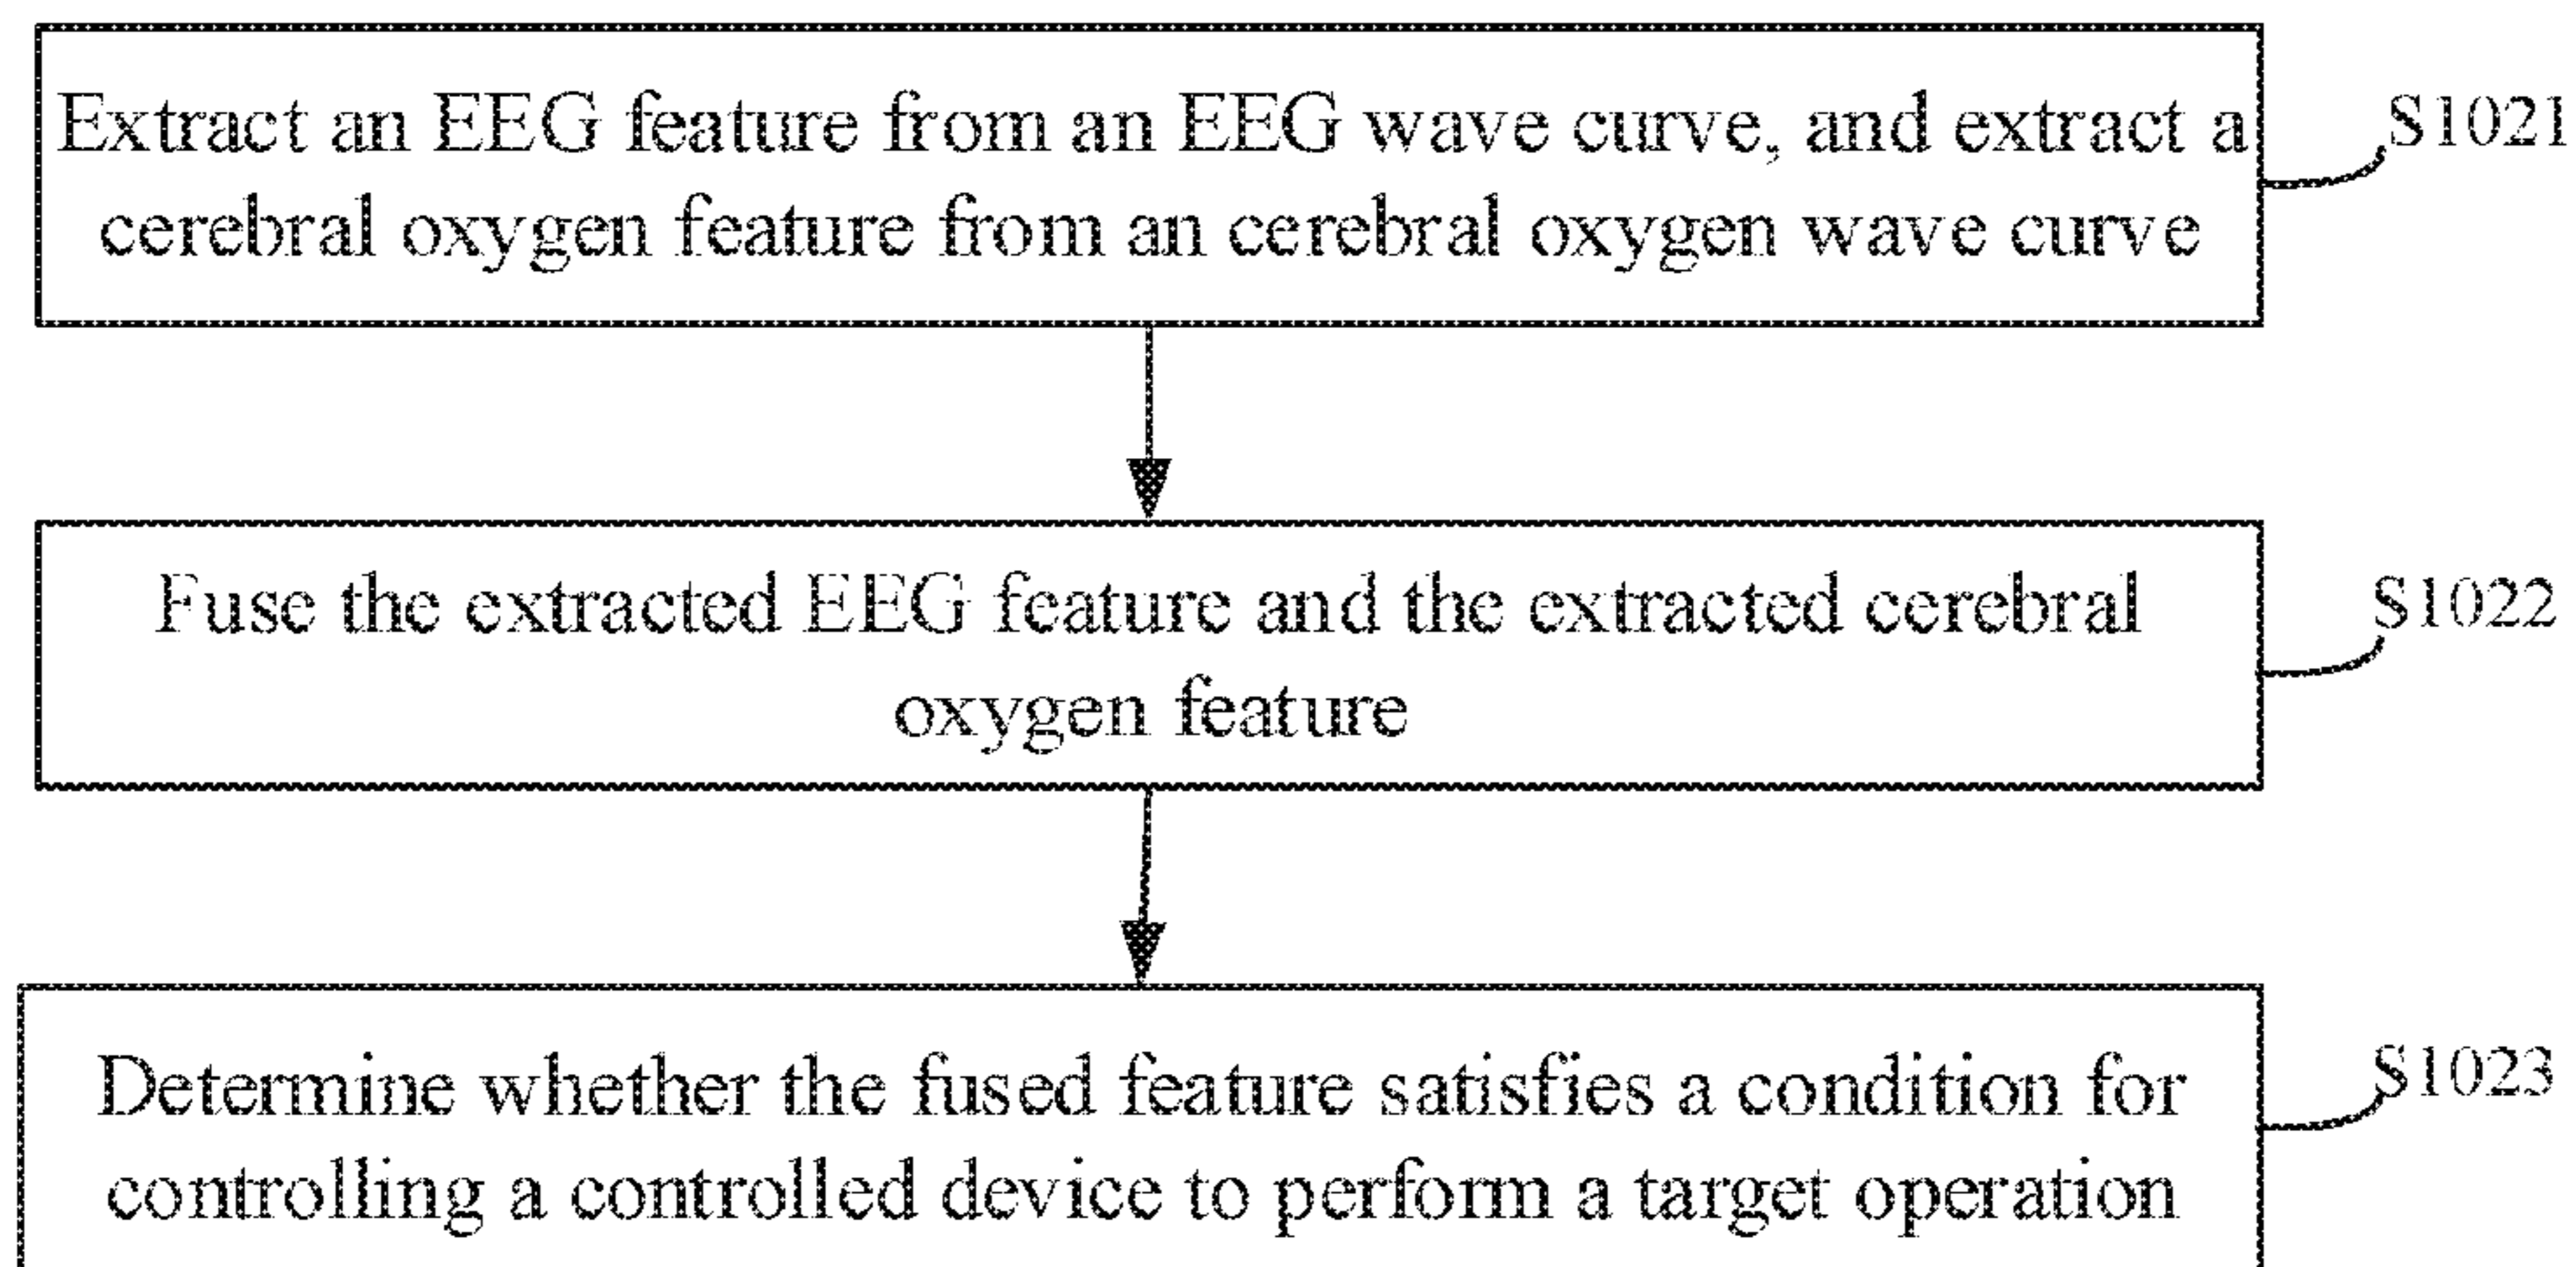 Extract an EEG feature from an EEG wave curve, and extract a
cerebral oxygen feature from an cerebral oxygen wave curve
S1021
Fuse the extracted EEG feature and the extracted cerebral
oxygen feature
S1022
Determine whether the fused feature satisfies a condition for
controlling a controlled device to perform a target operation
S1023